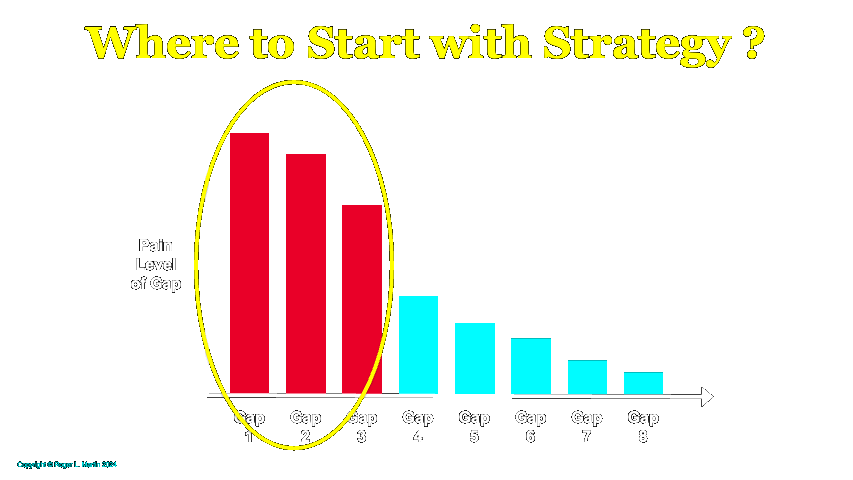 Where to Start with Strategy ?
Pain
Level
of Gap
Gap Gap Gap Gap Gap Gap Gap Gap
1 2 3 4 5 6 7 8
Copyright © Roger L. Martin 2024